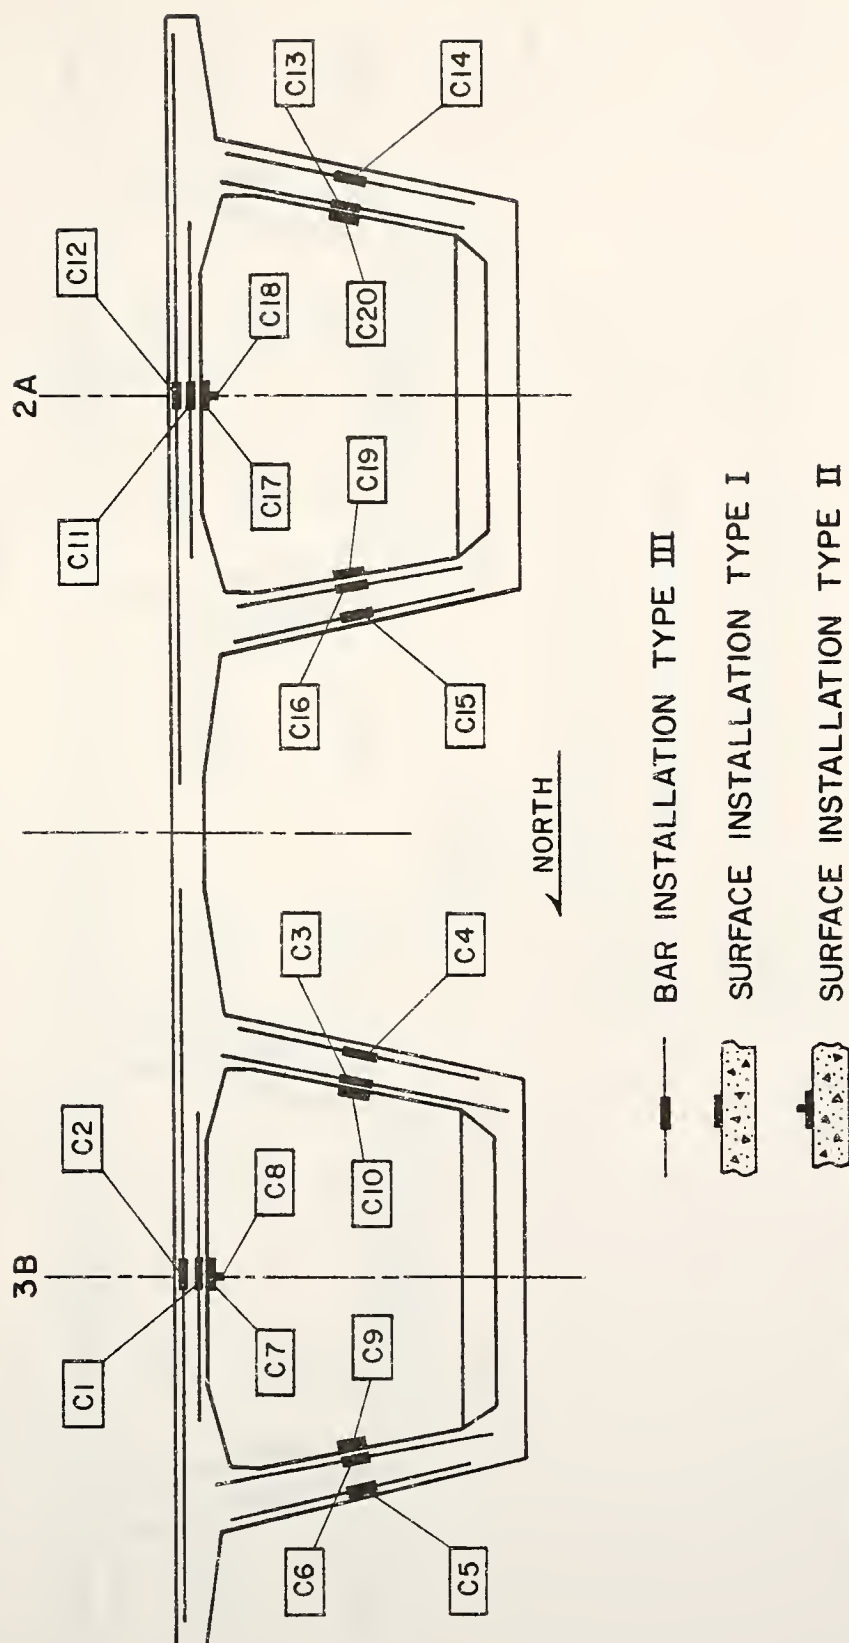 3B
2A
C1
C2
C11
C12
C7
C8
C17
C18
C6
C3
C16
C13
C9
C10
C19
C20
C5
C4
C15
C14
NORTH
BAR INSTALLATION TYPE III
SURFACE INSTALLATION TYPE I
SURFACE INSTALLATION TYPE II